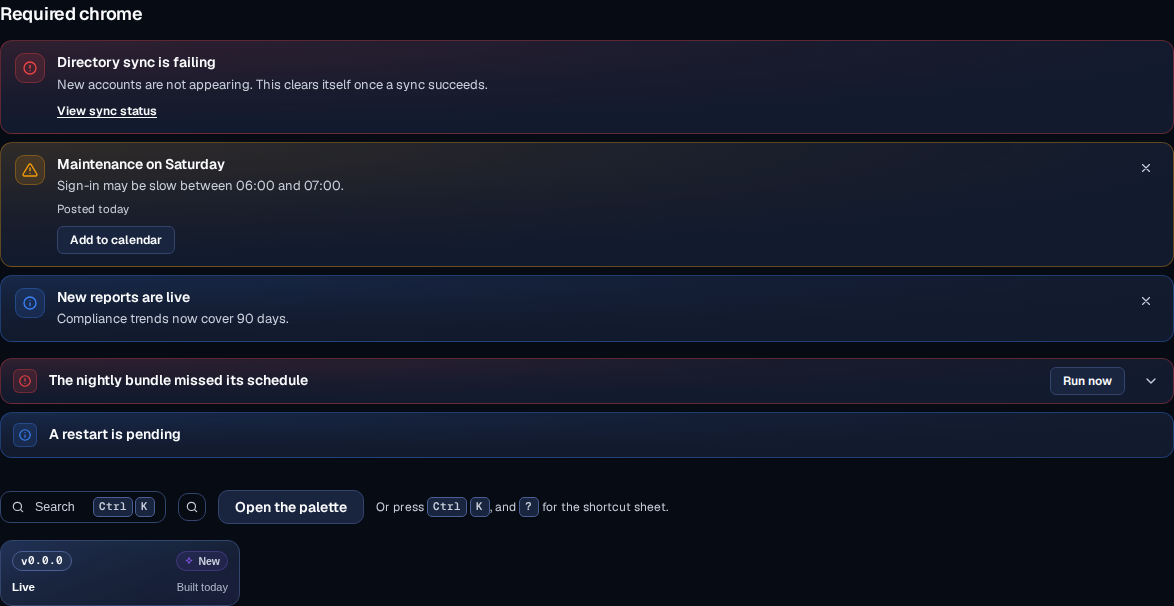 Required chrome
Directory sync is failing
New accounts are not appearing. This clears itself once a sync succeeds.
View sync status
Maintenance on Saturday
Sign-in may be slow between 06:00 and 07:00.
Posted today
Add to calendar
New reports are live
Compliance trends now cover 90 days.
The nightly bundle missed its schedule
Run now
A restart is pending
Search Ctrl K Open the palette Or press Ctrl K, and ? for the shortcut sheet.
v0.0.0 New
Live Built today